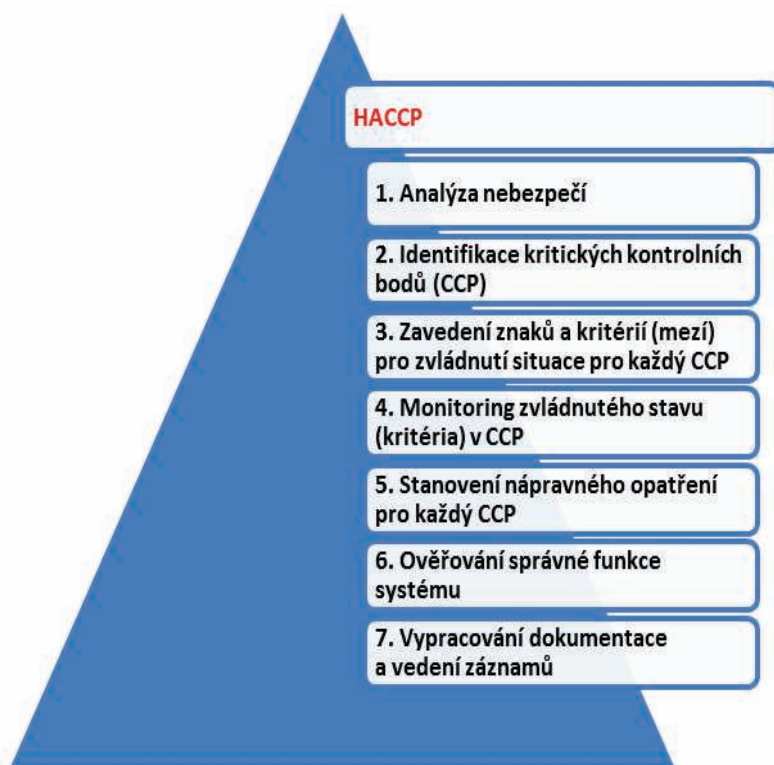 HACCP
1. Analýza nebezpečí
2. Identifikace kritických kontrolních
bodů (CCP)
3. Zavedení znaků a kritérií (mezí)
pro zvládnutí situace pro každý CCP
4. Monitoring zvládnutého stavu
(kritéria) v CCP
5. Stanovení nápravného opatření
pro každý CCP
6. Ověřování správné funkce
systému
7. Vypracování dokumentace
a vedení záznamů